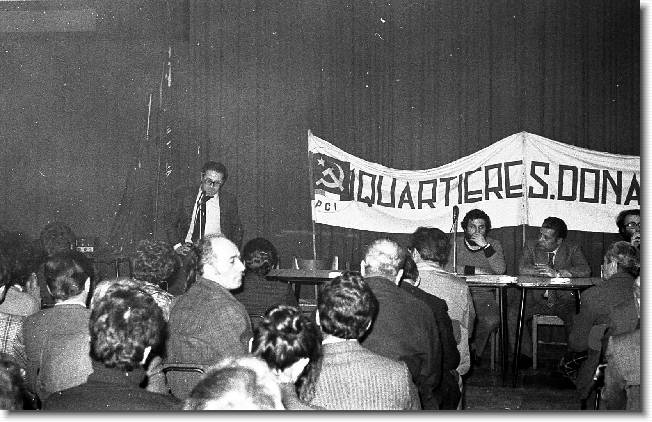 PCI
QUARTIERE S. DONA